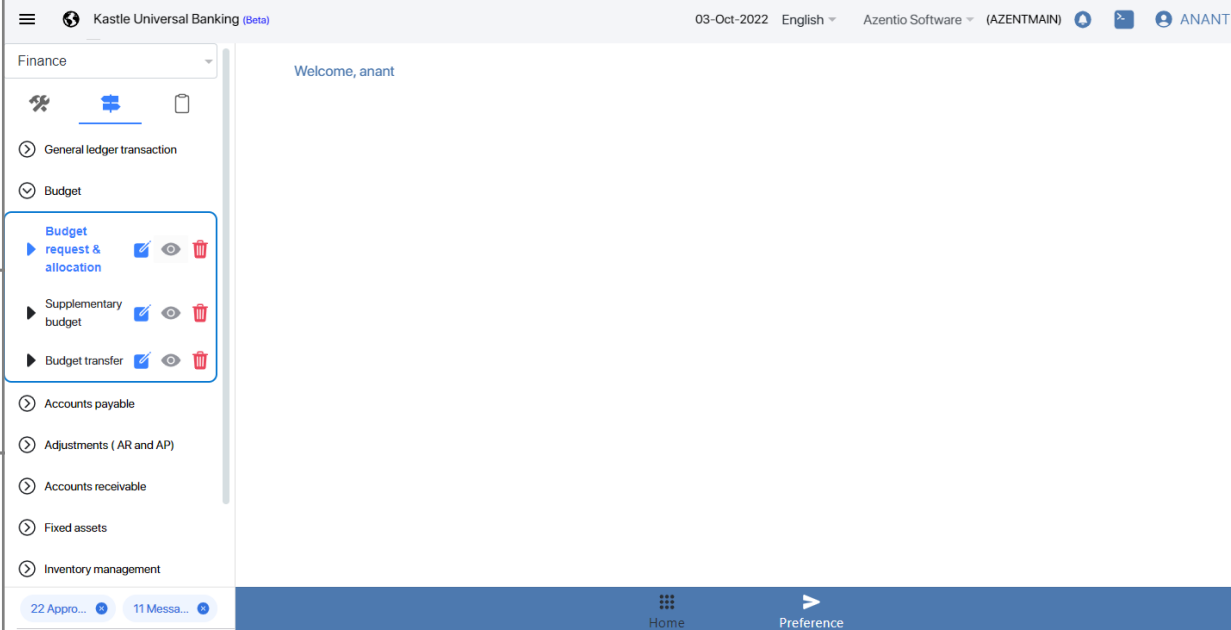 Kastle Universal Banking (Beta)
03-Oct-2022 English Azentio Software (AZENTMAIN) ANANT
Finance
Welcome, anant
General ledger transaction
Budget
Budget
request &
allocation
Supplementary
budget
Budget transfer
Accounts payable
Adjustments ( AR and AP)
Accounts receivable
Fixed assets
Inventory management
22 Appro...
11 Messa...
Home
Preference